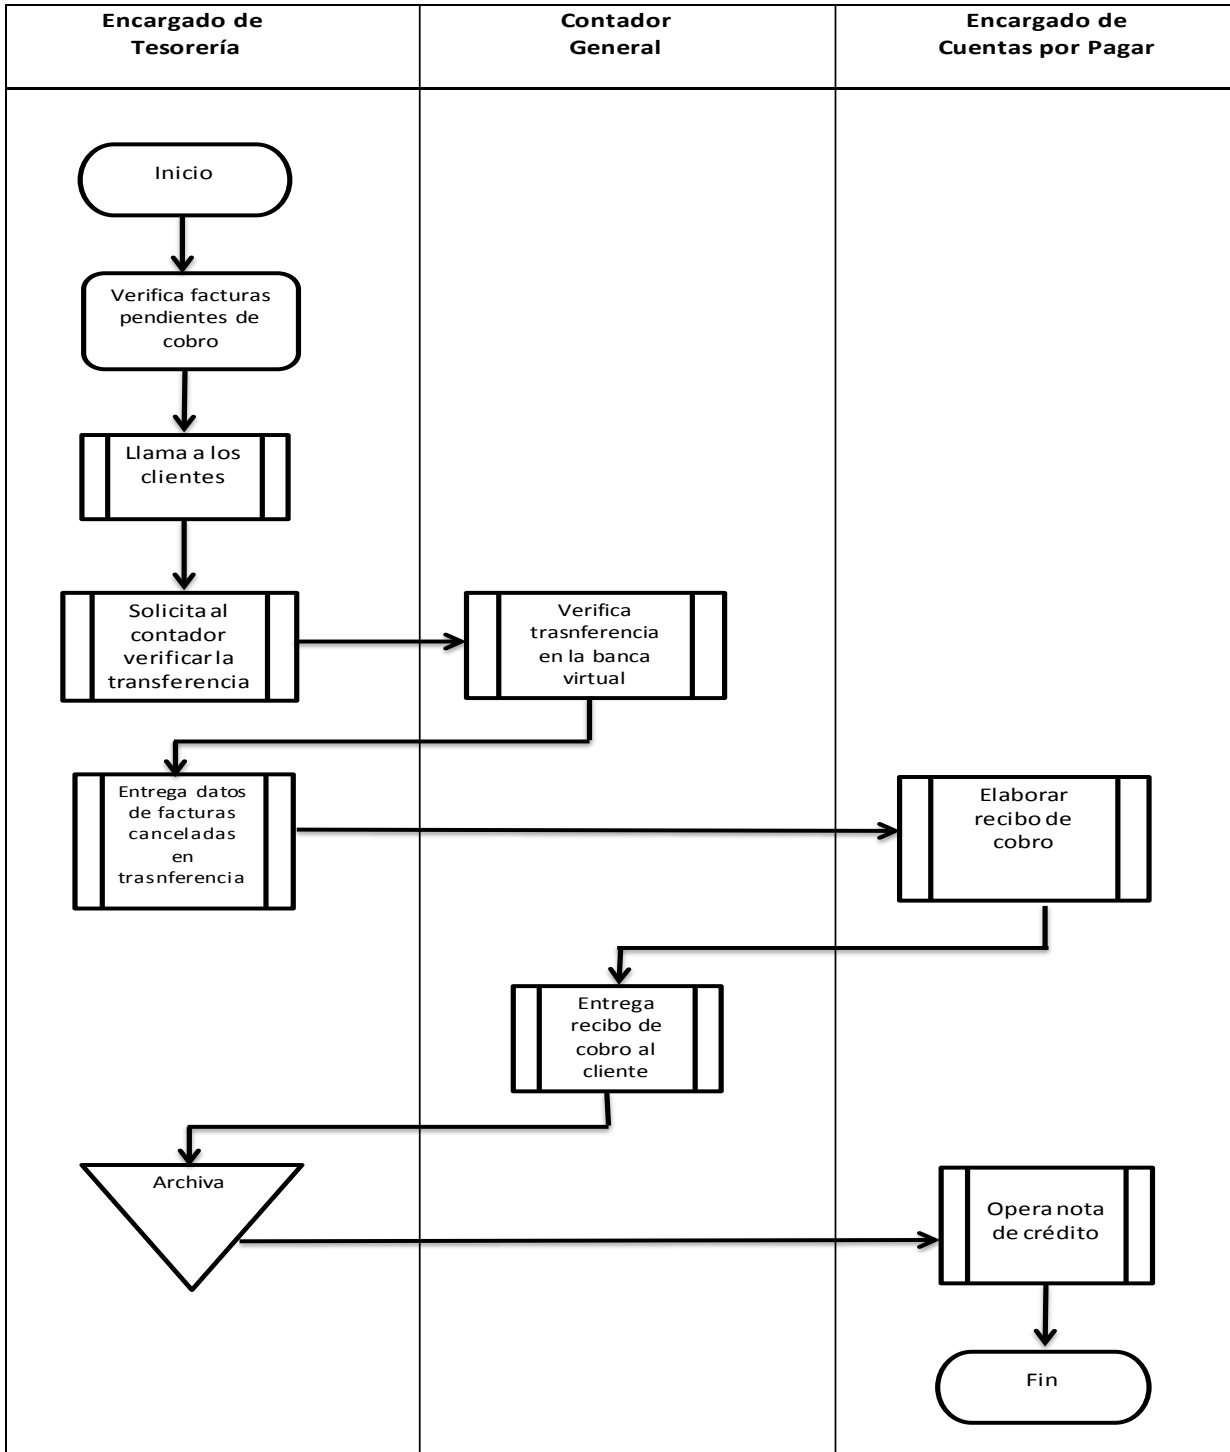 Encargado de
Tesorería
Contador
General
Encargado de
Cuentas por Pagar
Inicio
Verifica facturas
pendientes de
cobro
Llama a los
clientes
Solicita al
contador
verificar la
transferencia
Verifica
trasnferencia
en la banca
virtual
Entrega datos
de facturas
canceladas
en
trasnferencia
Elaborar
recibo de
cobro
Entrega
recibo de
cobro al
cliente
Archiva
Opera nota
de crédito
Fin